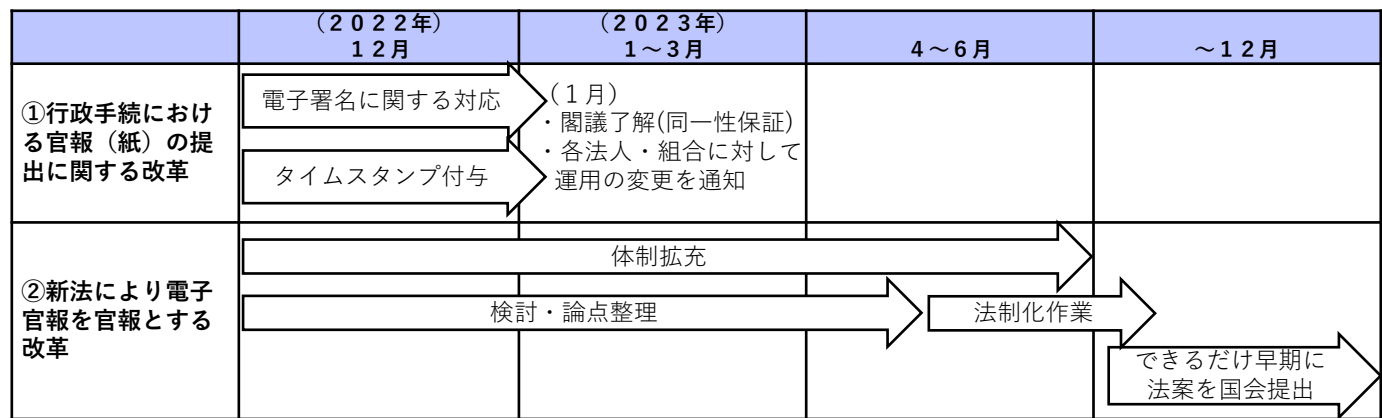 （２０２２年）
１２月
（２０２３年）
１～３月
４～６月
～１２月
①行政手続におけ
る官報（紙）の提
出に関する改革
電子署名に関する対応
タイムスタンプ付与
（１月）
・閣議了解(同一性保証)
・各法人・組合に対して
運用の変更を通知
②新法により電子
官報を官報とする
改革
体制拡充
検討・論点整理
法制化作業
できるだけ早期に
法案を国会提出